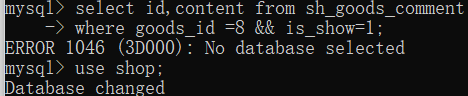 mysql> select id,content from sh_goods_comment
    -> where goods_id =8 && is_show=1;
ERROR 1046 (3D000): No database selected
mysql> use shop;
Database changed